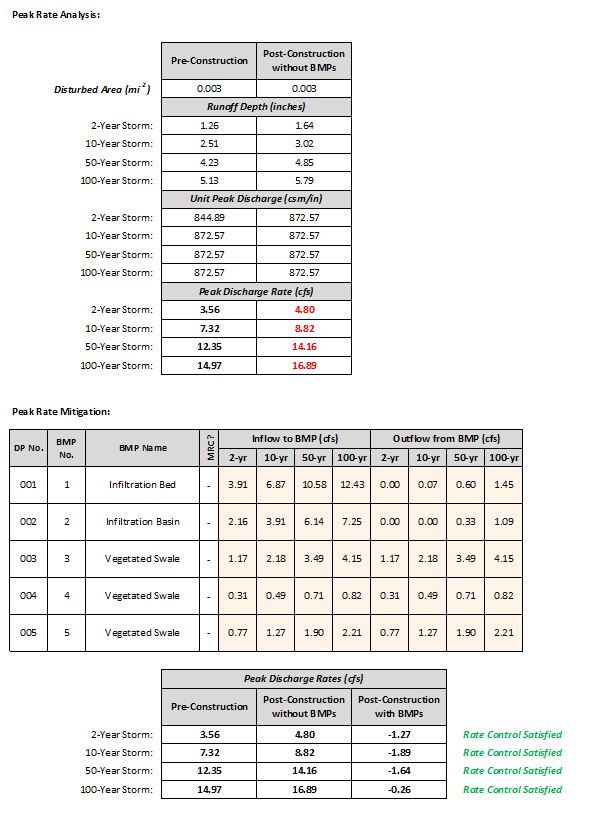 Peak Rate Analysis:
Pre-Construction Post-Construction without BMPs
Disturbed Area (mi²) 0.003 0.003
Runoff Depth (inches)
2-Year Storm: 1.26 1.64
10-Year Storm: 2.51 3.02
50-Year Storm: 4.23 4.85
100-Year Storm: 5.13 5.79
Unit Peak Discharge (csm/in)
2-Year Storm: 844.89 872.57
10-Year Storm: 872.57 872.57
50-Year Storm: 872.57 872.57
100-Year Storm: 872.57 872.57
Peak Discharge Rate (cfs)
2-Year Storm: 3.56 4.80
10-Year Storm: 7.32 8.82
50-Year Storm: 12.35 14.16
100-Year Storm: 14.97 16.89
Peak Rate Mitigation:
DP No. BMP No. BMP Name MRC? Inflow to BMP (cfs) Outflow from BMP (cfs)
2-yr 10-yr 50-yr 100-yr 2-yr 10-yr 50-yr 100-yr
001 1 Infiltration Bed - 3.91 6.87 10.58 12.43 0.00 0.07 0.60 1.45
002 2 Infiltration Basin - 2.16 3.91 6.14 7.25 0.00 0.00 0.33 1.09
003 3 Vegetated Swale - 1.17 2.18 3.49 4.15 1.17 2.18 3.49 4.15
004 4 Vegetated Swale - 0.31 0.49 0.71 0.82 0.31 0.49 0.71 0.82
005 5 Vegetated Swale - 0.77 1.27 1.90 2.21 0.77 1.27 1.90 2.21
Peak Discharge Rates (cfs)
Pre-Construction Post-Construction without BMPs Post-Construction with BMPs
2-Year Storm: 3.56 4.80 -1.27 Rate Control Satisfied
10-Year Storm: 7.32 8.82 -1.89 Rate Control Satisfied
50-Year Storm: 12.35 14.16 -1.64 Rate Control Satisfied
100-Year Storm: 14.97 16.89 -0.26 Rate Control Satisfied